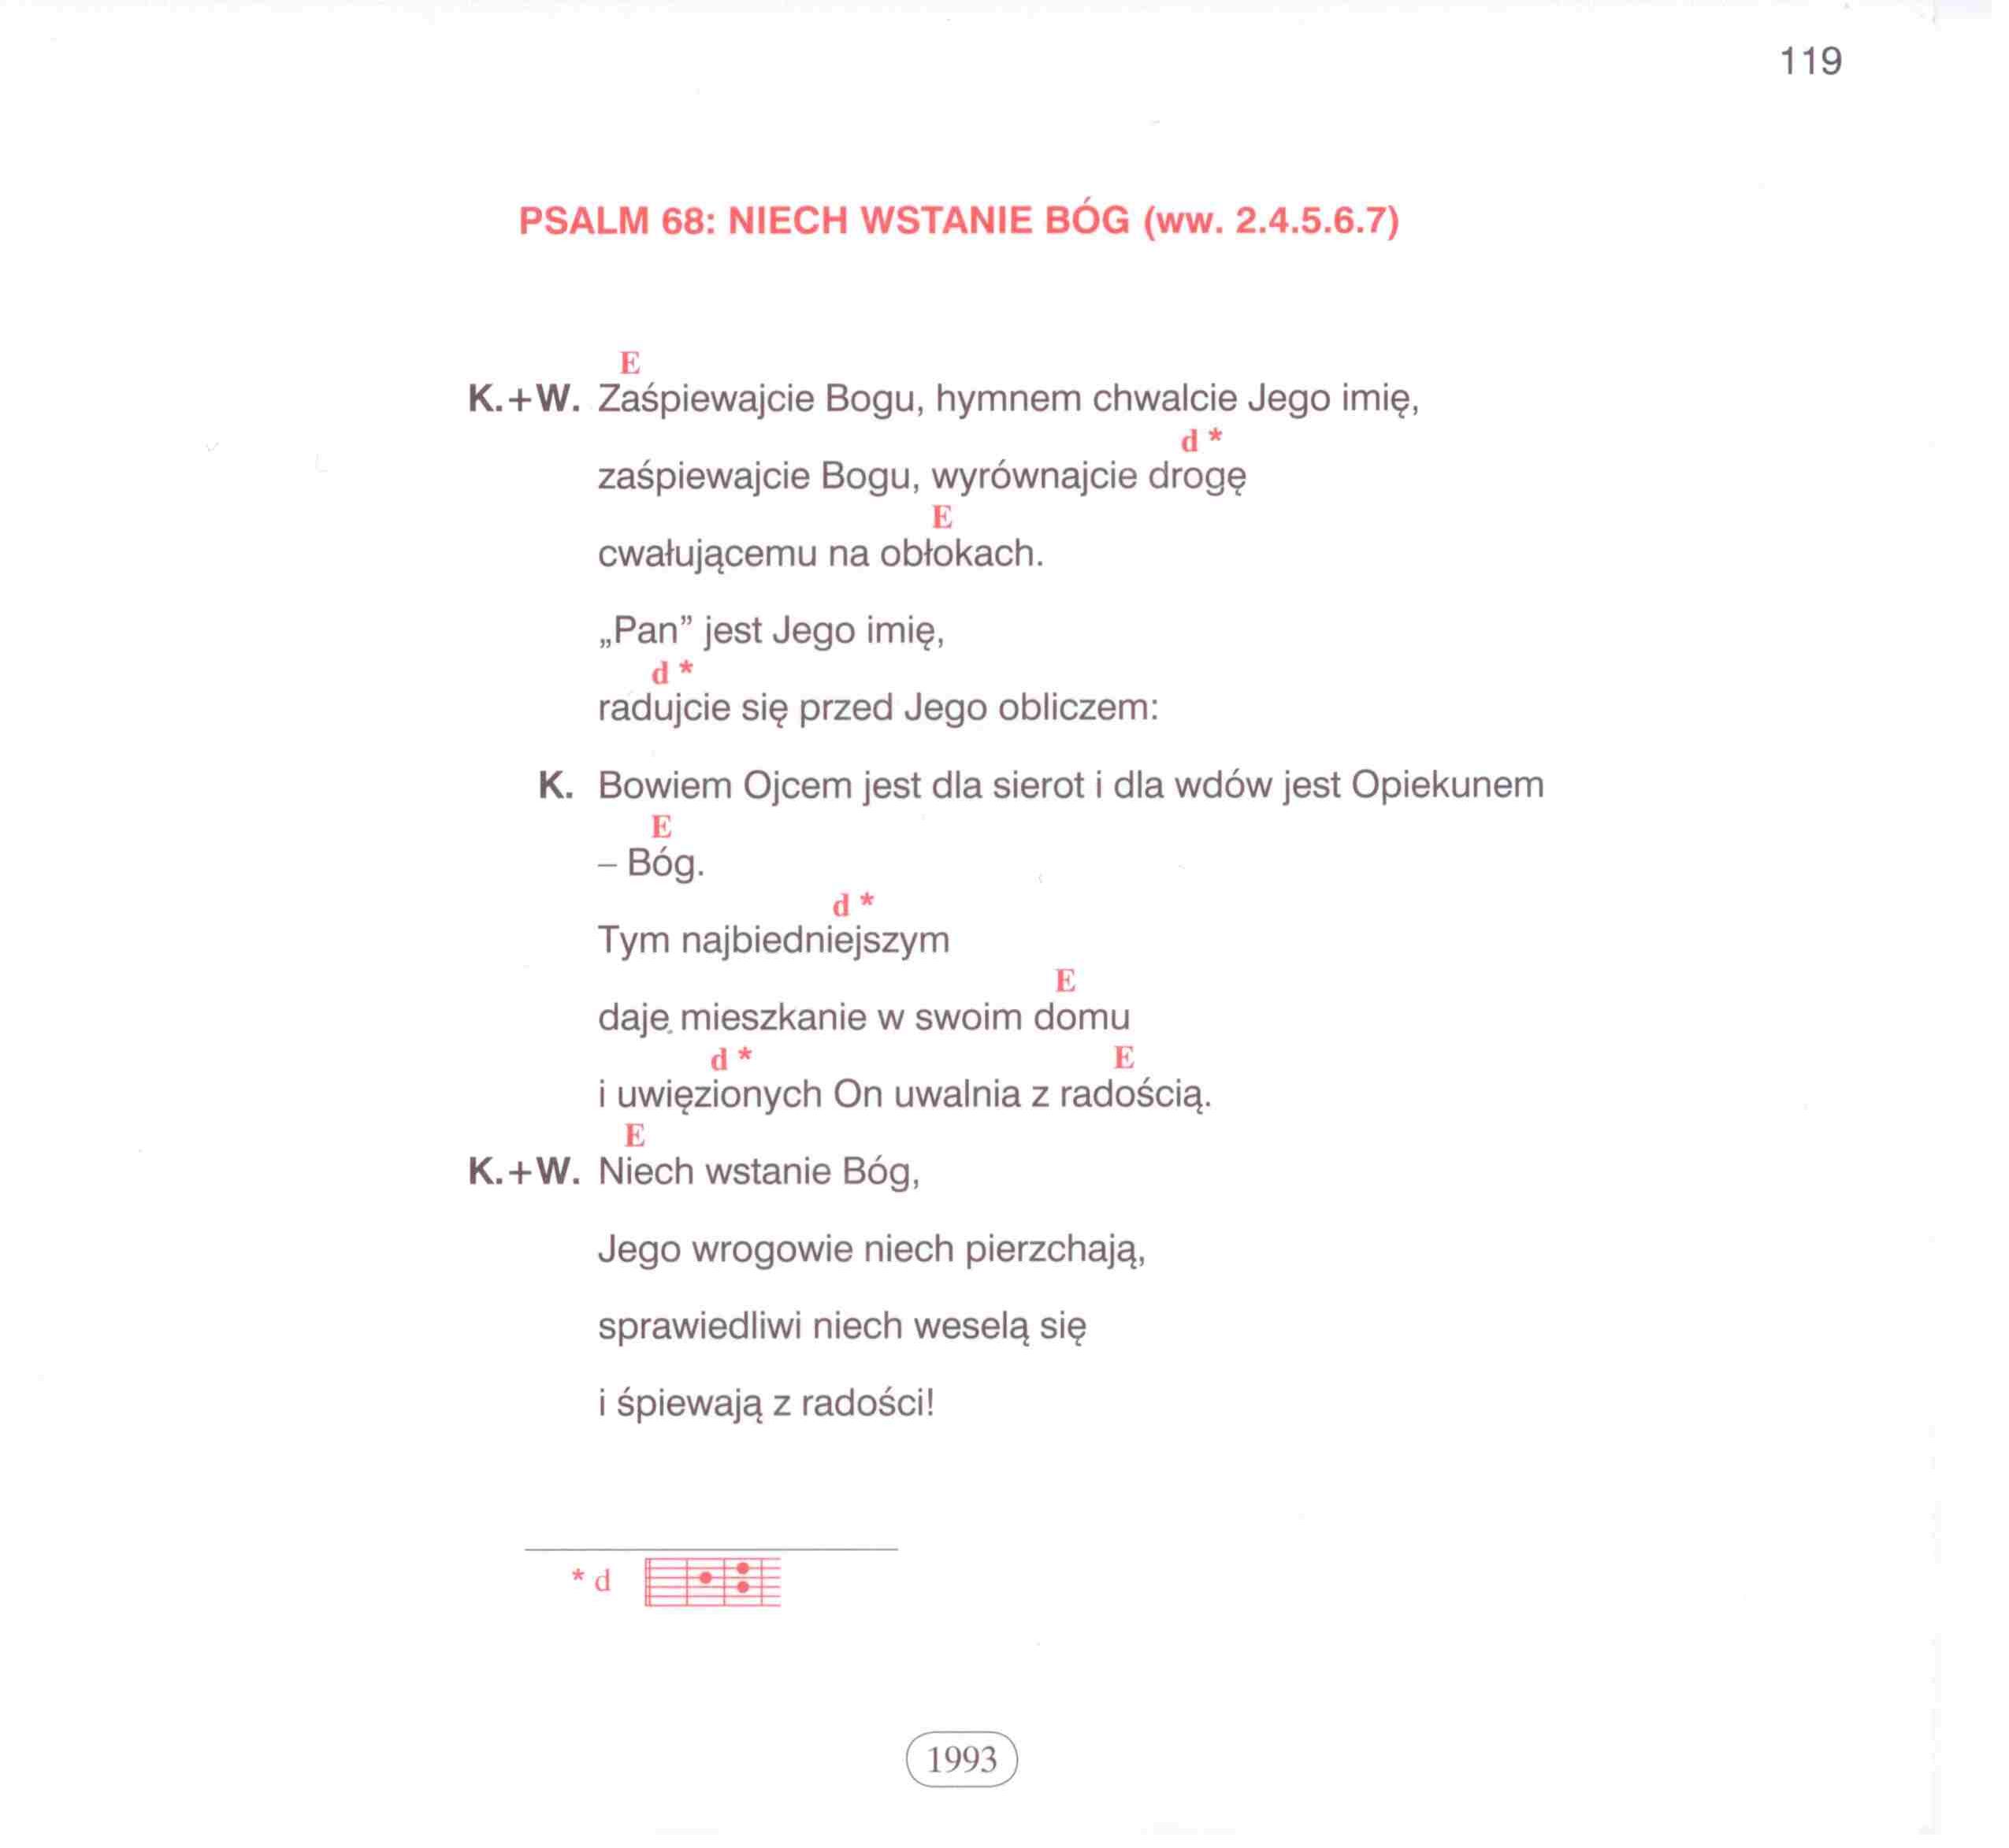 119
PSALM 68: NIECH WSTANIE BÓG (ww. 2.4.5.6.7)
E
K.+W. Zaśpiewajcie Bogu, hymnem chwalcie Jego imię,
d *
zaśpiewajcie Bogu, wyrównajcie drogę
E
cwałującemu na obłokach.
„Pan” jest Jego imię,
d *
radujcie się przed Jego obliczem:
K. Bowiem Ojcem jest dla sierot i dla wdów jest Opiekunem
E
– Bóg.
d *
Tym najbiedniejszym
E
daje mieszkanie w swoim domu
d * E
i uwięzionych On uwalnia z radością.
E
K.+W. Niech wstanie Bóg,
Jego wrogowie niech pierzchają,
sprawiedliwi niech weselą się
i śpiewają z radości!
* d
1993